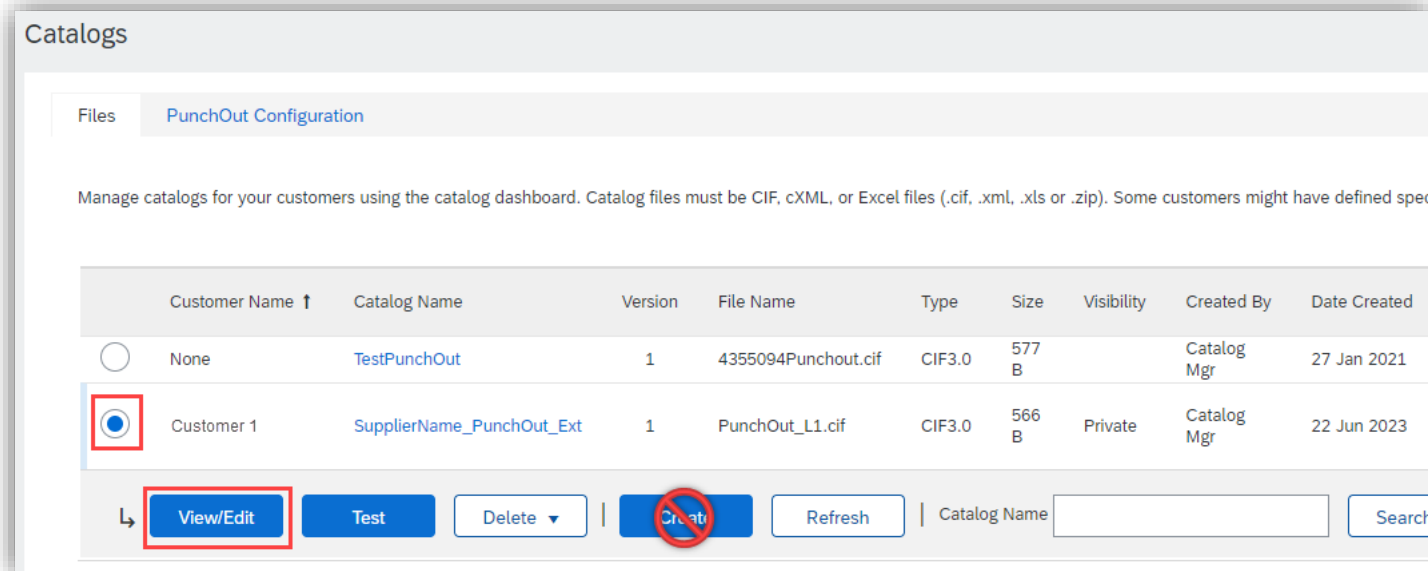 Catalogs
Files PunchOut Configuration
Manage catalogs for your customers using the catalog dashboard. Catalog files must be CIF, cXML, or Excel files (.cif, .xml, .xls or .zip). Some customers might have defined spec
Customer Name ↑ Catalog Name Version File Name Type Size Visibility Created By Date Created
None TestPunchOut 1 4355094Punchout.cif CIF3.0 577 B Catalog Mgr 27 Jan 2021
Customer 1 SupplierName_PunchOut_Ext 1 PunchOut_L1.cif CIF3.0 566 B Private Catalog Mgr 22 Jun 2023
View/Edit Test Delete Create Refresh Catalog Name Search